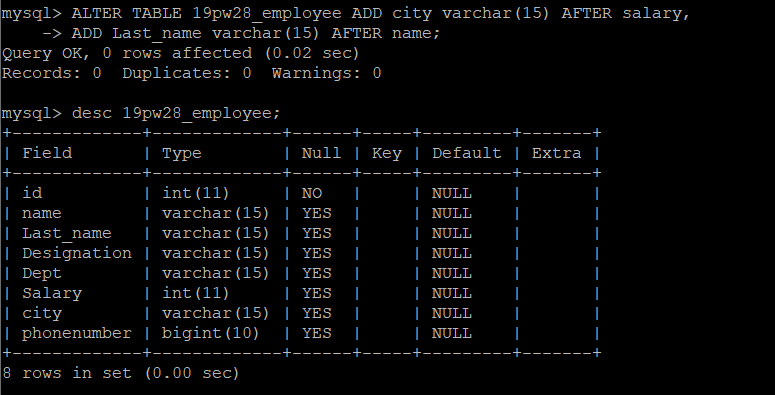 mysql> ALTER TABLE 19pw28_employee ADD city varchar(15) AFTER salary,
    -> ADD Last_name varchar(15) AFTER name;
Query OK, 0 rows affected (0.02 sec)
Records: 0  Duplicates: 0  Warnings: 0

mysql> desc 19pw28_employee;
+-------------+-------------+------+-----+---------+-------+
| Field       | Type        | Null | Key | Default | Extra |
+-------------+-------------+------+-----+---------+-------+
| id          | int(11)     | NO   |     | NULL    |       |
| name        | varchar(15) | YES  |     | NULL    |       |
| Last_name   | varchar(15) | YES  |     | NULL    |       |
| Designation | varchar(15) | YES  |     | NULL    |       |
| Dept        | varchar(15) | YES  |     | NULL    |       |
| Salary      | int(11)     | YES  |     | NULL    |       |
| city        | varchar(15) | YES  |     | NULL    |       |
| phonenumber | bigint(10)  | YES  |     | NULL    |       |
+-------------+-------------+------+-----+---------+-------+
8 rows in set (0.00 sec)